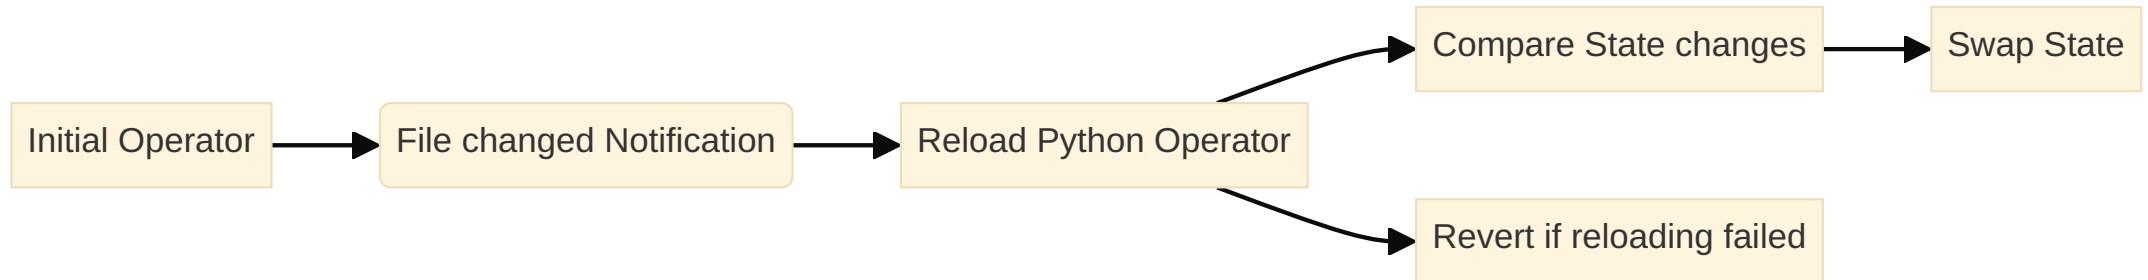 Initial Operator
File changed Notification
Reload Python Operator
Compare State changes
Swap State
Revert if reloading failed